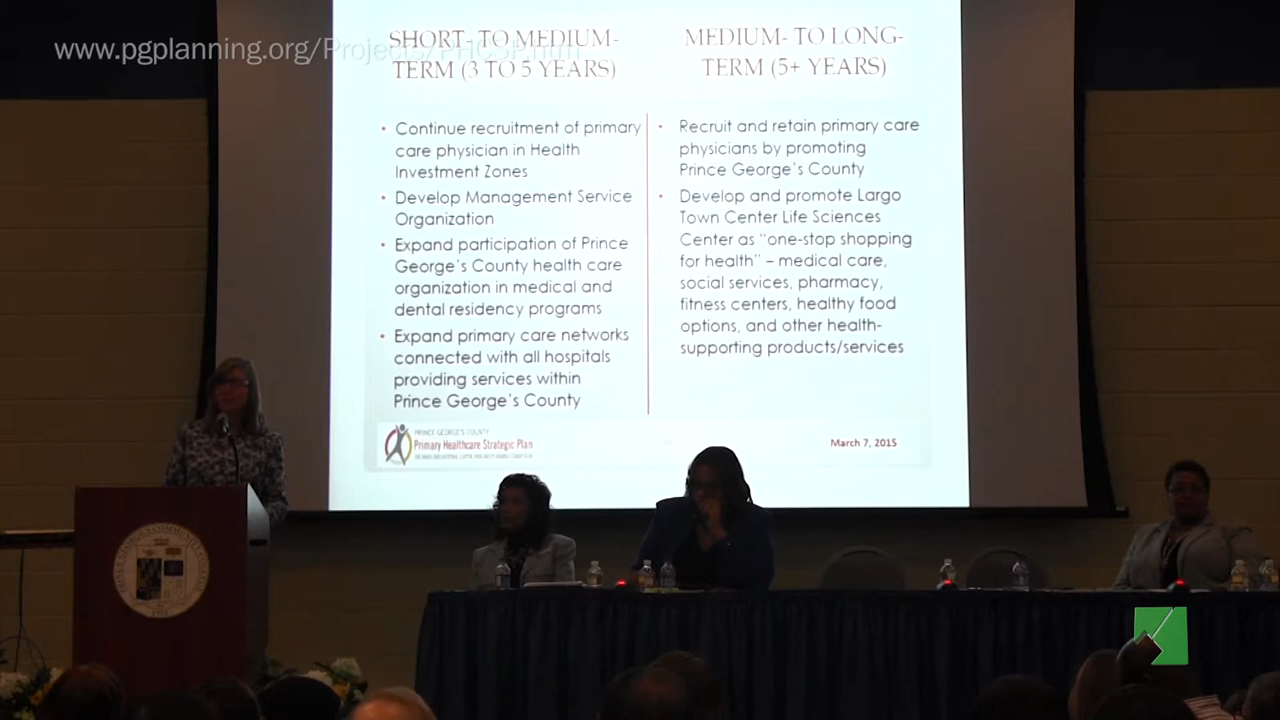 www.pgplanning.org/Projects/PHCSP.htm
SHORT- TO MEDIUM-
TERM (3 TO 5 YEARS)
• Continue recruitment of primary
care physician in Health
Investment Zones
• Develop Management Service
Organization
• Expand participation of Prince
George's County health care
organization in medical and
dental residency programs
• Expand primary care networks
connected with all hospitals
providing services within
Prince George's County
MEDIUM- TO LONG-
TERM (5+ YEARS)
• Recruit and retain primary care
physicians by promoting
Prince George's County
• Develop and promote Largo
Town Center Life Sciences
Center as "one-stop shopping
for health" – medical care,
social services, pharmacy,
fitness centers, healthy food
options, and other health-
supporting products/services
PRINCE GEORGE'S COUNTY
Primary Healthcare Strategic Plan
March 7, 2015